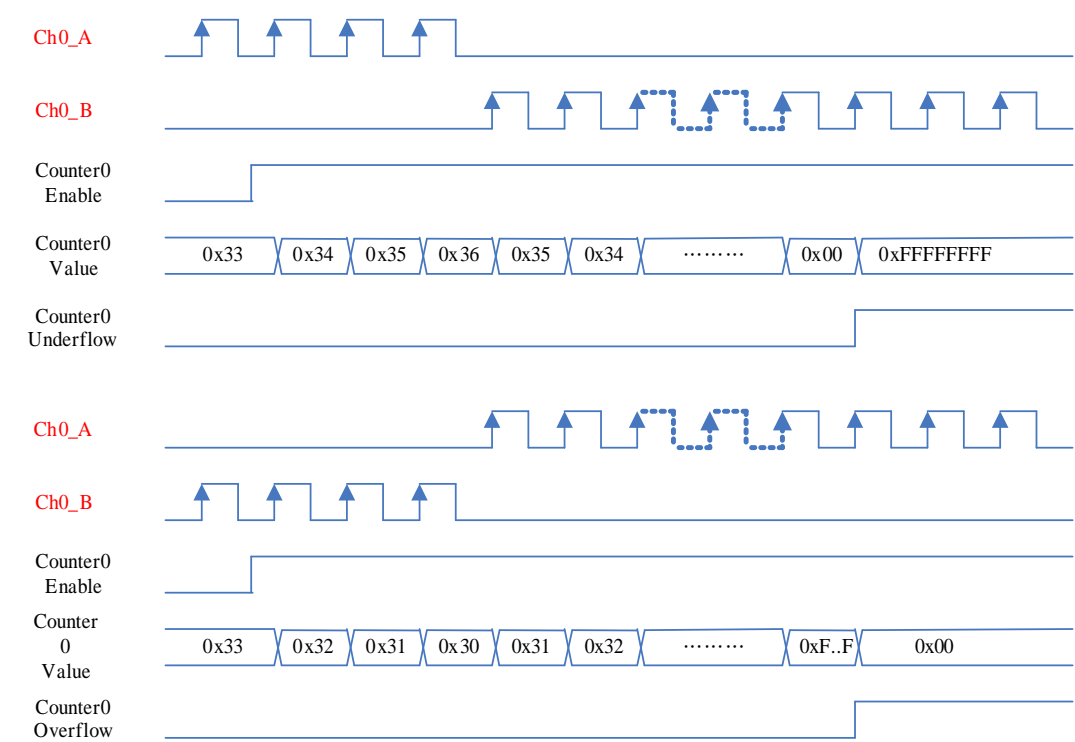 Ch0_A
Ch0_B
Counter0
Enable
Counter0
Value
0x33 0x34 0x35 0x36 0x35 0x34 ……… 0x00 0xFFFFFFFF
Counter0
Underflow
Ch0_A
Ch0_B
Counter0
Enable
Counter
0
Value
0x33 0x32 0x31 0x30 0x31 0x32 ……… 0xF..F 0x00
Counter0
Overflow